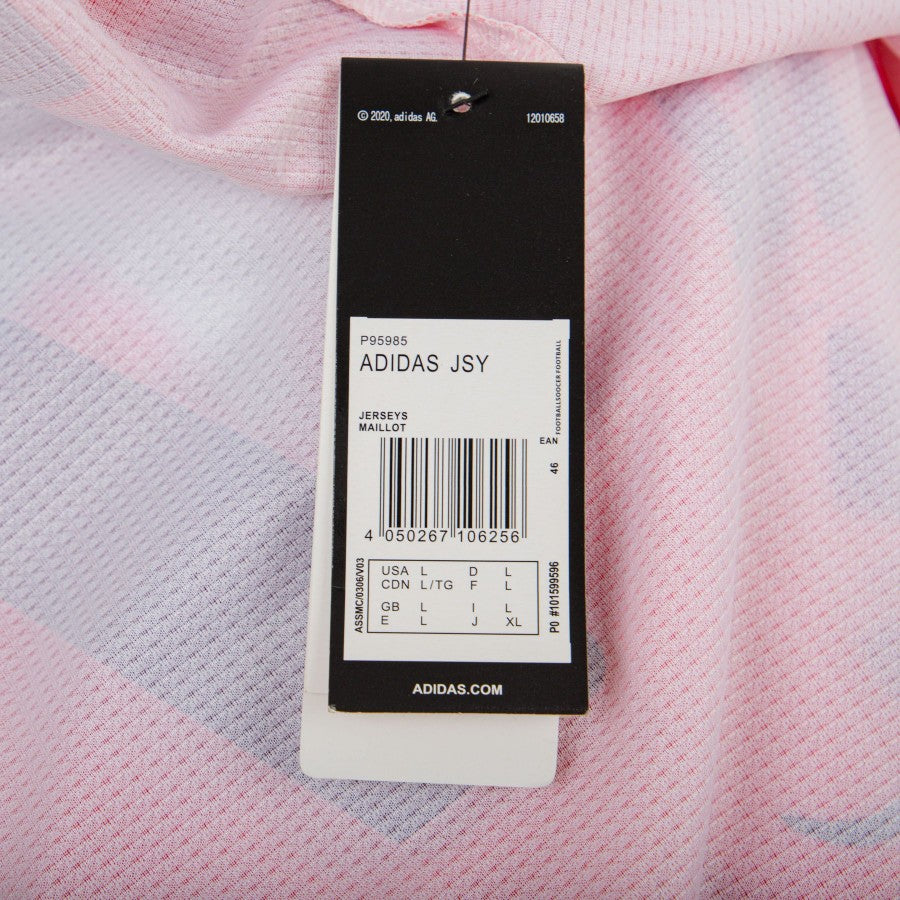 © 2020, adidas AG. 12010658
P95985
ADIDAS JSY
JERSEYS
MAILLOT
FOOTBALLSOCCER FOOTBALL
EAN
46
4 050267 106256
USA L D L
CDN L/TG F L
GB L I L
E L J XL
ASSMC/0306/V03
PO #101599596
ADIDAS.COM